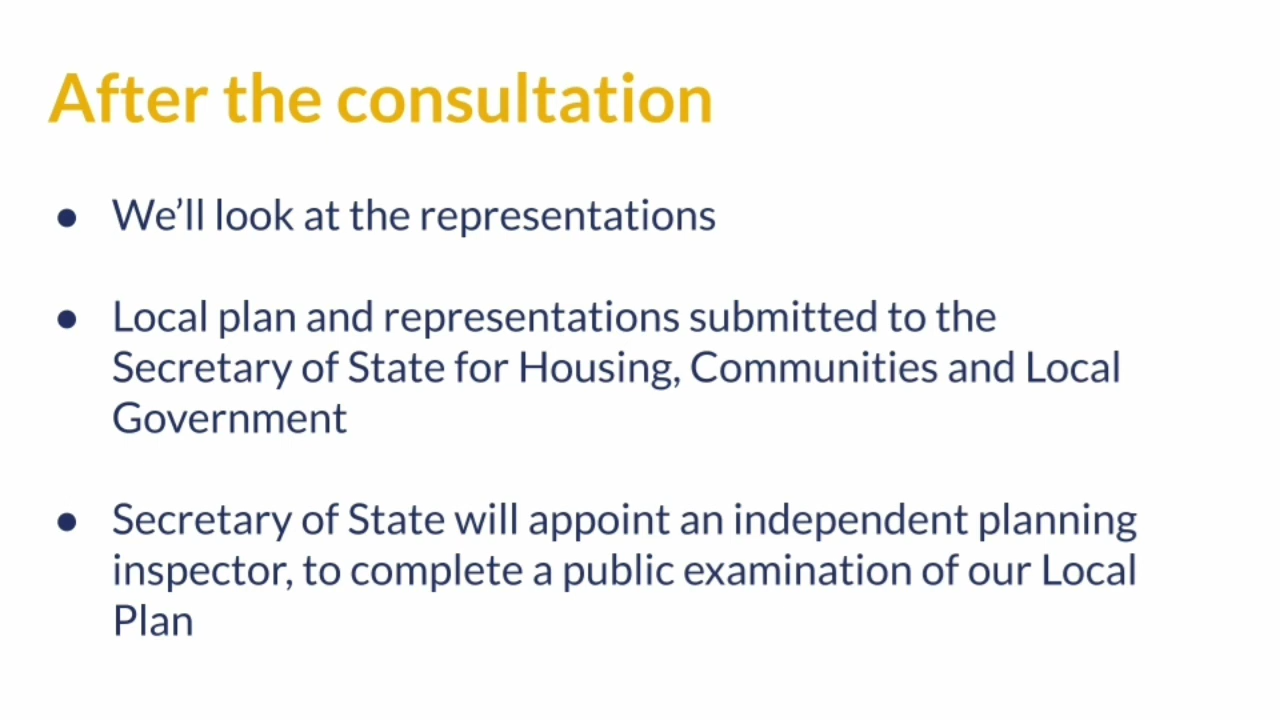 After the consultation
● We’ll look at the representations
● Local plan and representations submitted to the
Secretary of State for Housing, Communities and Local
Government
● Secretary of State will appoint an independent planning
inspector, to complete a public examination of our Local
Plan